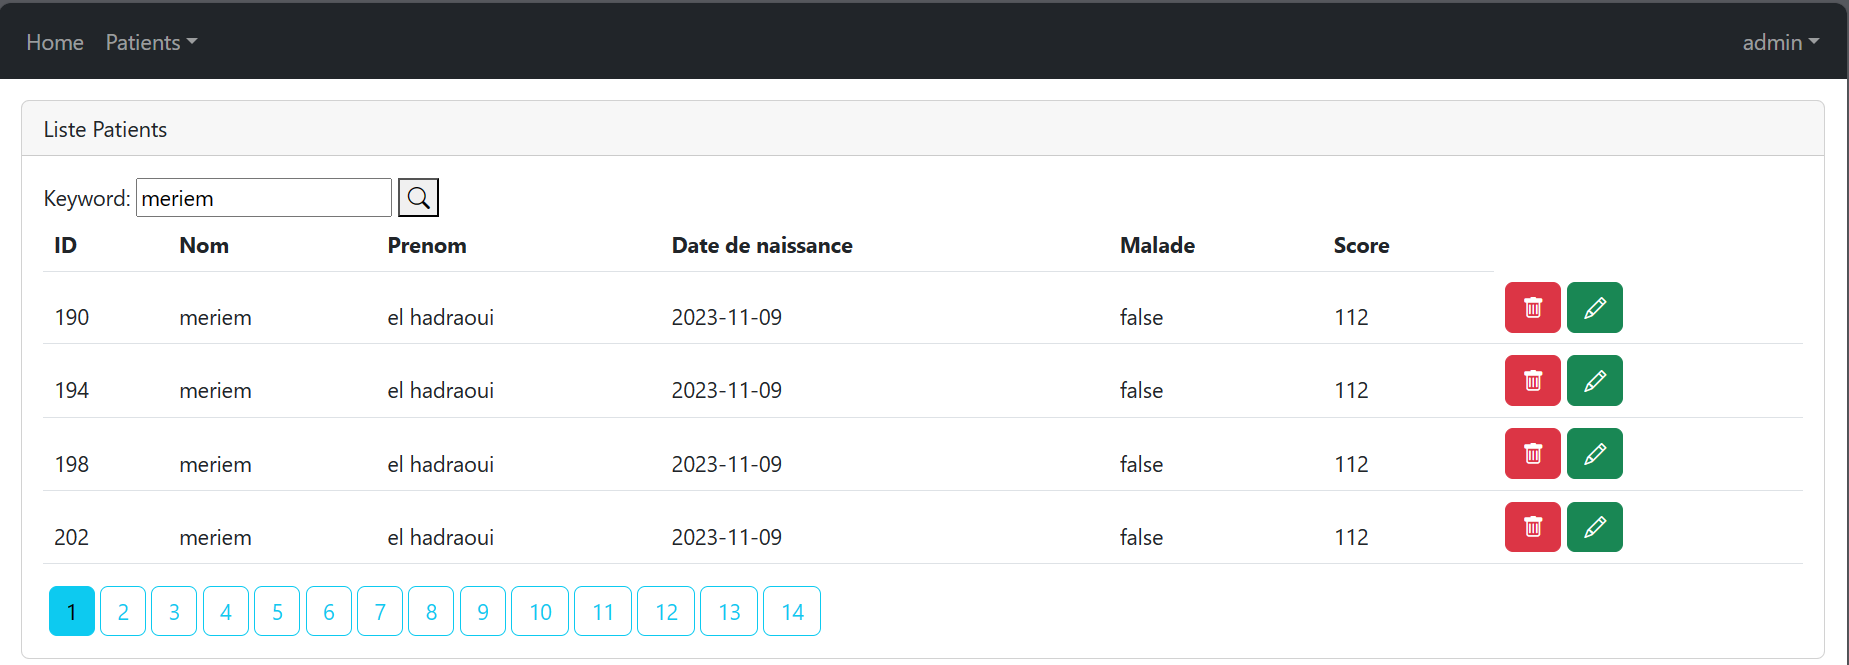 Home Patients admin
Liste Patients
Keyword: meriem
ID Nom Prenom Date de naissance Malade Score
190 meriem el hadraoui 2023-11-09 false 112
194 meriem el hadraoui 2023-11-09 false 112
198 meriem el hadraoui 2023-11-09 false 112
202 meriem el hadraoui 2023-11-09 false 112
1 2 3 4 5 6 7 8 9 10 11 12 13 14